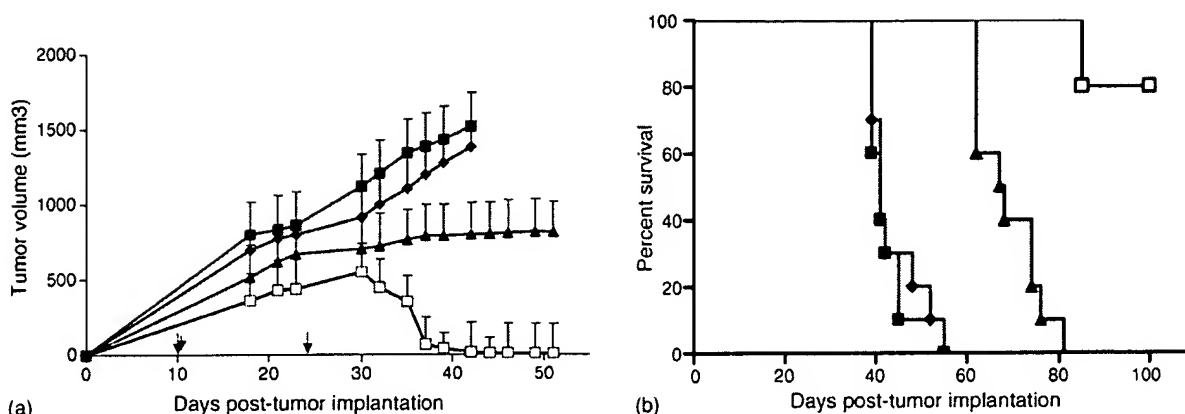 2000
1500
1000
500
0
Tumor volume (mm3)
0 10 20 30 40 50
Days post-tumor implantation
(a)
100
80
60
40
20
0
Percent survival
0 20 40 60 80 100
Days post-tumor implantation
(b)